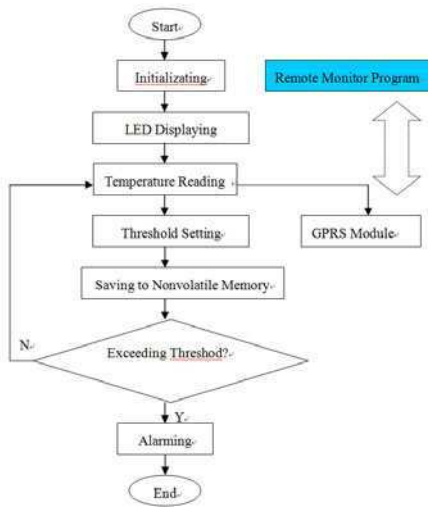 Start
Initializating
Remote Monitor Program
LED Displaying
Temperature Reading
Threshold Setting
GPRS Module
Saving to Nonvolatile Memory
Exceeding Threshod?
N
Y
Alarming
End